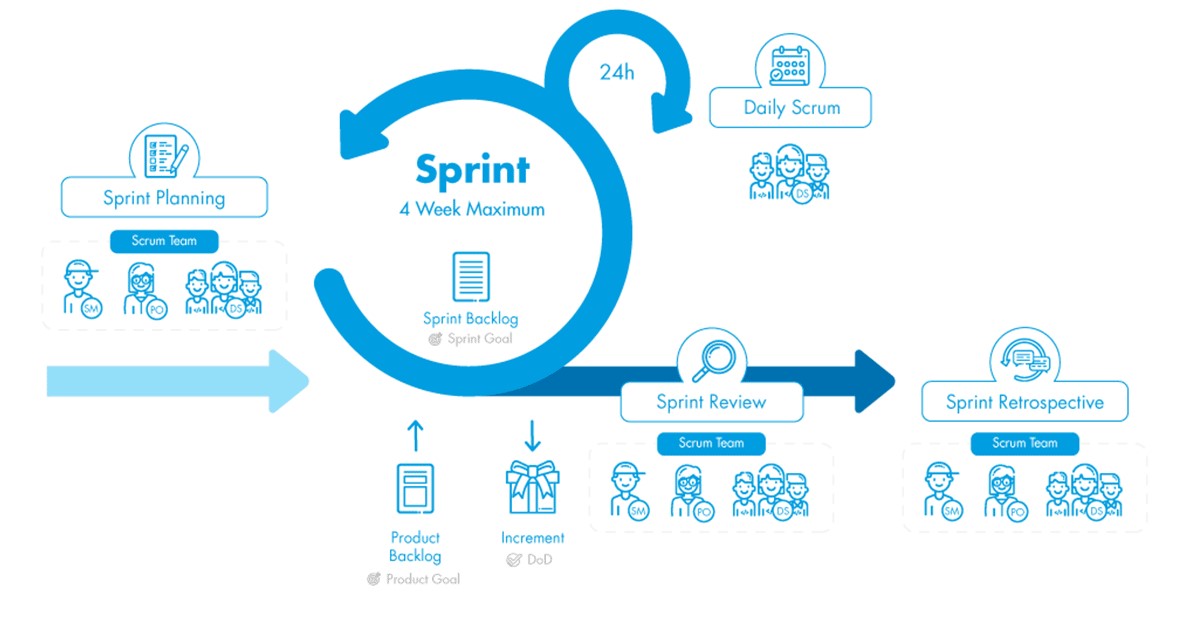 24h
Daily Scrum
DS
Sprint
4 Week Maximum
Sprint Planning
Scrum Team
SM
PO
DS
Sprint Backlog
Sprint Goal
Sprint Review
Scrum Team
SM
PO
DS
Sprint Retrospective
Scrum Team
SM
PO
DS
Product
Backlog
Product Goal
Increment
DoD